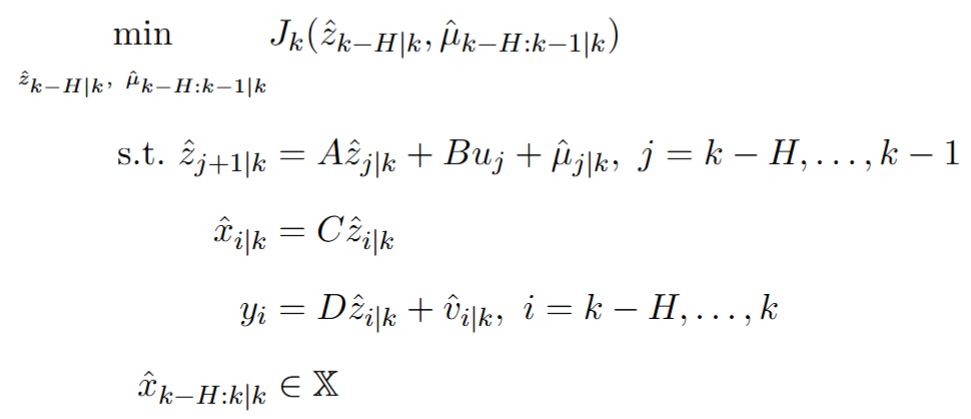 min J_k(ẑ_{k−H|k}, μ̂_{k−H:k−1|k})
ẑ_{k−H|k}, μ̂_{k−H:k−1|k}
s.t. ẑ_{j+1|k} = Aẑ_{j|k} + Bu_j + μ̂_{j|k}, j = k − H, . . . , k − 1
x̂_{i|k} = Cẑ_{i|k}
y_i = Dẑ_{i|k} + v̂_{i|k}, i = k − H, . . . , k
x̂_{k−H:k|k} ∈ 𝕏